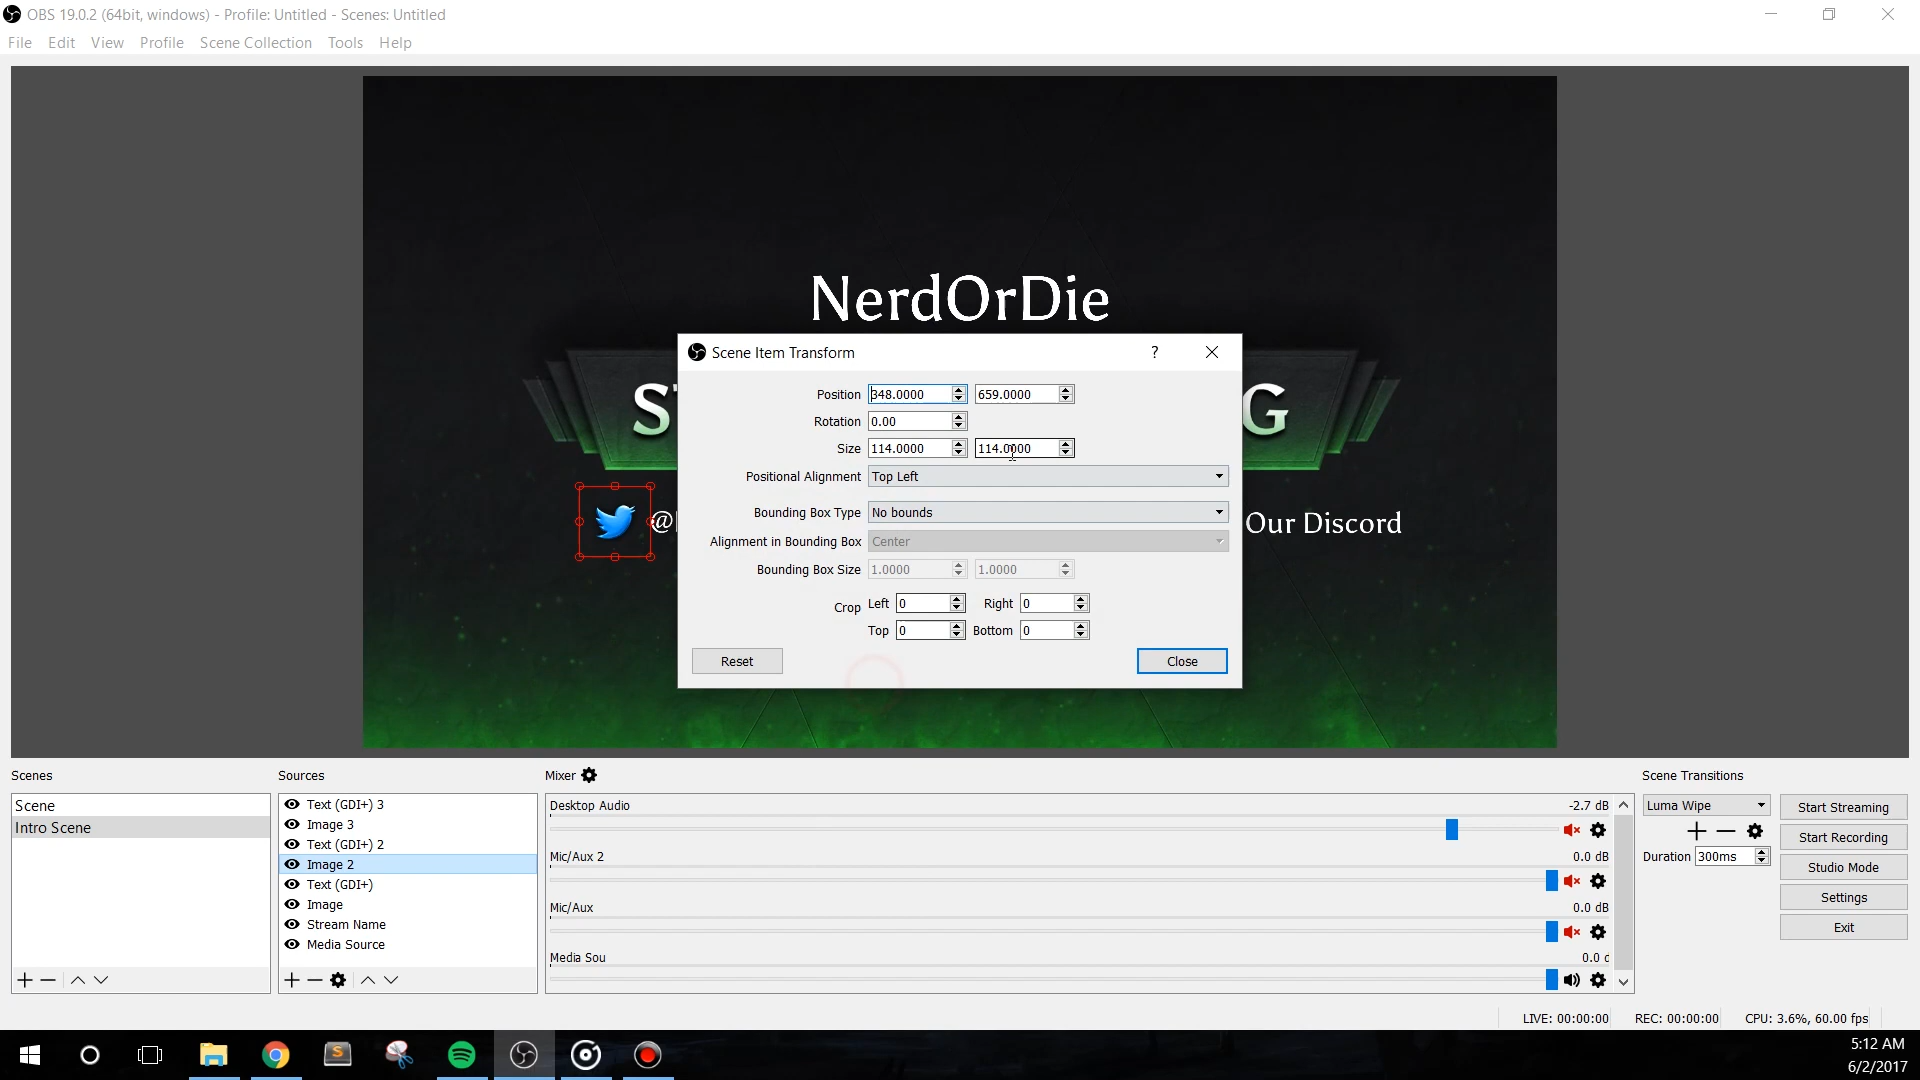 OBS 19.0.2 (64bit, windows) - Profile: Untitled - Scenes: Untitled
File Edit View Profile Scene Collection Tools Help
NerdOrDie
Scene Item Transform ?
Position 348.0000 659.0000
Rotation 0.00
Size 114.0000 114.0000
Positional Alignment Top Left
Bounding Box Type No bounds
Alignment in Bounding Box Center
Bounding Box Size 1.0000 1.0000
Crop Left 0 Right 0
Top 0 Bottom 0
Reset Close
S G
@ Our Discord
Scenes
Scene
Intro Scene
Sources
Text (GDI+) 3
Image 3
Text (GDI+) 2
Image 2
Text (GDI+)
Image
Stream Name
Media Source
Mixer
Desktop Audio -2.7 dB
Mic/Aux 2 0.0 dB
Mic/Aux 0.0 dB
Media Sou 0.0 d
Scene Transitions
Luma Wipe
Duration 300ms
Start Streaming
Start Recording
Studio Mode
Settings
Exit
LIVE: 00:00:00 REC: 00:00:00 CPU: 3.6%, 60.00 fps
S
5:12 AM
6/2/2017